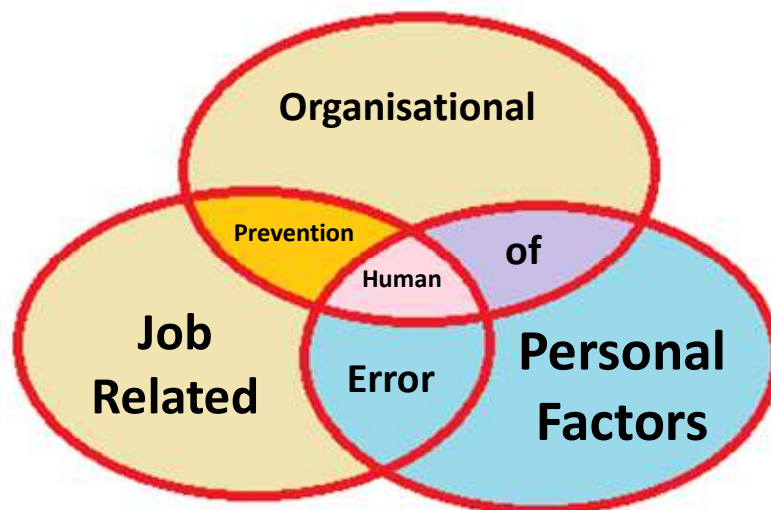 Organisational
Prevention
of
Human
Job
Related
Error
Personal
Factors